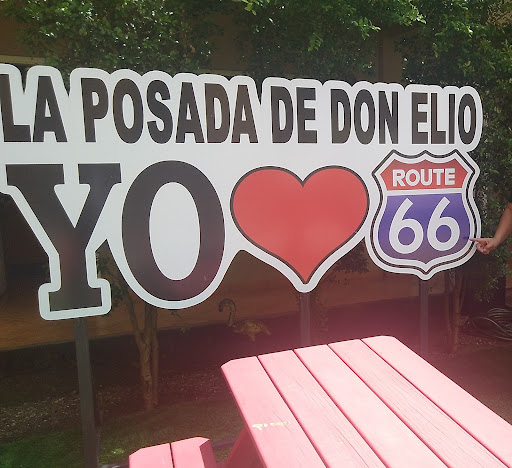 LA POSADA DE DON ELIO
YO
ROUTE
66